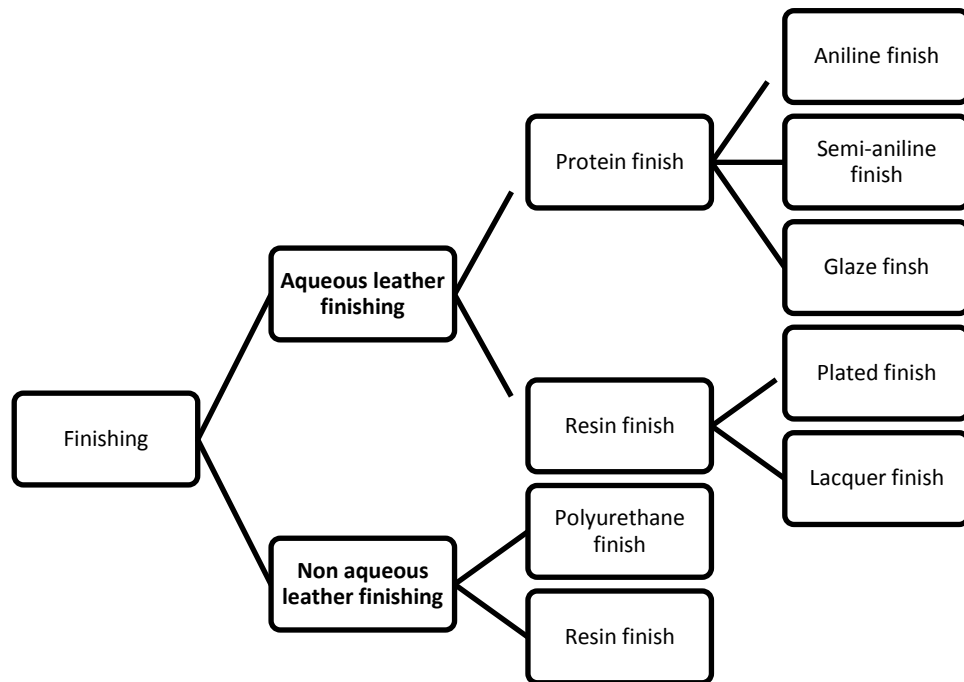 Aniline finish
Protein finish
Semi-aniline
finish
Aqueous leather
finishing
Glaze finsh
Plated finish
Finishing
Resin finish
Lacquer finish
Polyurethane
finish
Non aqueous
leather finishing
Resin finish